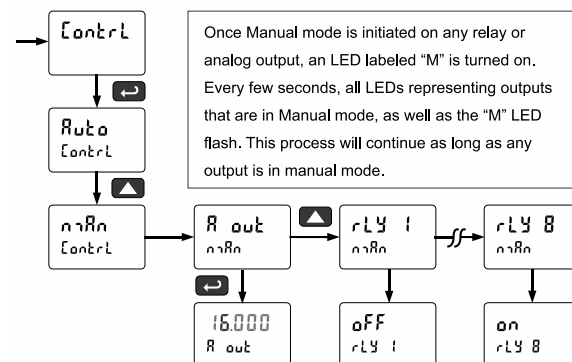 Contrl
Once Manual mode is initiated on any relay or
analog output, an LED labeled “M” is turned on.
Every few seconds, all LEDs representing outputs
that are in Manual mode, as well as the “M” LED
flash. This process will continue as long as any
output is in manual mode.
Auto
Contrl
mAn
Contrl
A out
mAn
rLY 1
mAn
rLY 8
mAn
16.000
A out
oFF
rLY 1
on
rLY 8